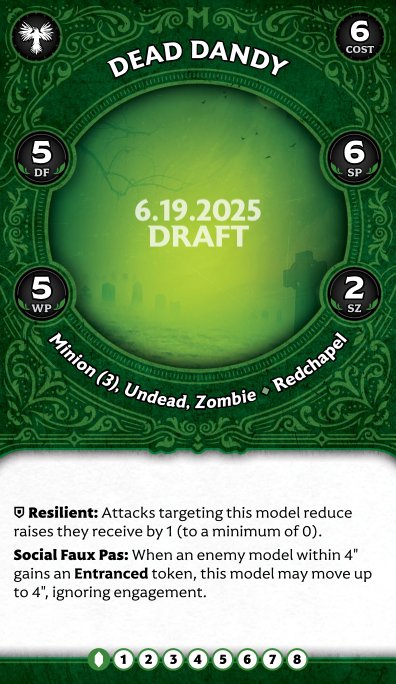 DEAD DANDY
6
COST
5
DF
6
SP
6.19.2025
DRAFT
5
WP
2
SZ
Minion (3), Undead, Zombie ♦ Redchapel
Resilient: Attacks targeting this model reduce
raises they receive by 1 (to a minimum of 0).
Social Faux Pas: When an enemy model within 4"
gains an Entranced token, this model may move up
to 4", ignoring engagement.
1 2 3 4 5 6 7 8